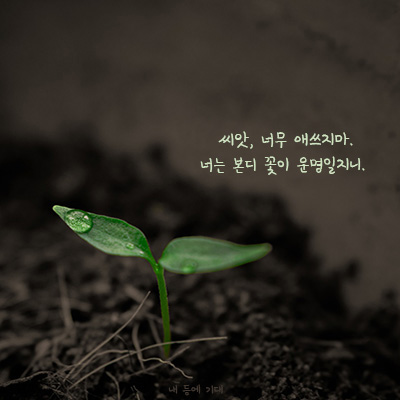 씨앗, 너무 애쓰지마.
너는 본디 꽃이 운명일지니.
내 등에 기대